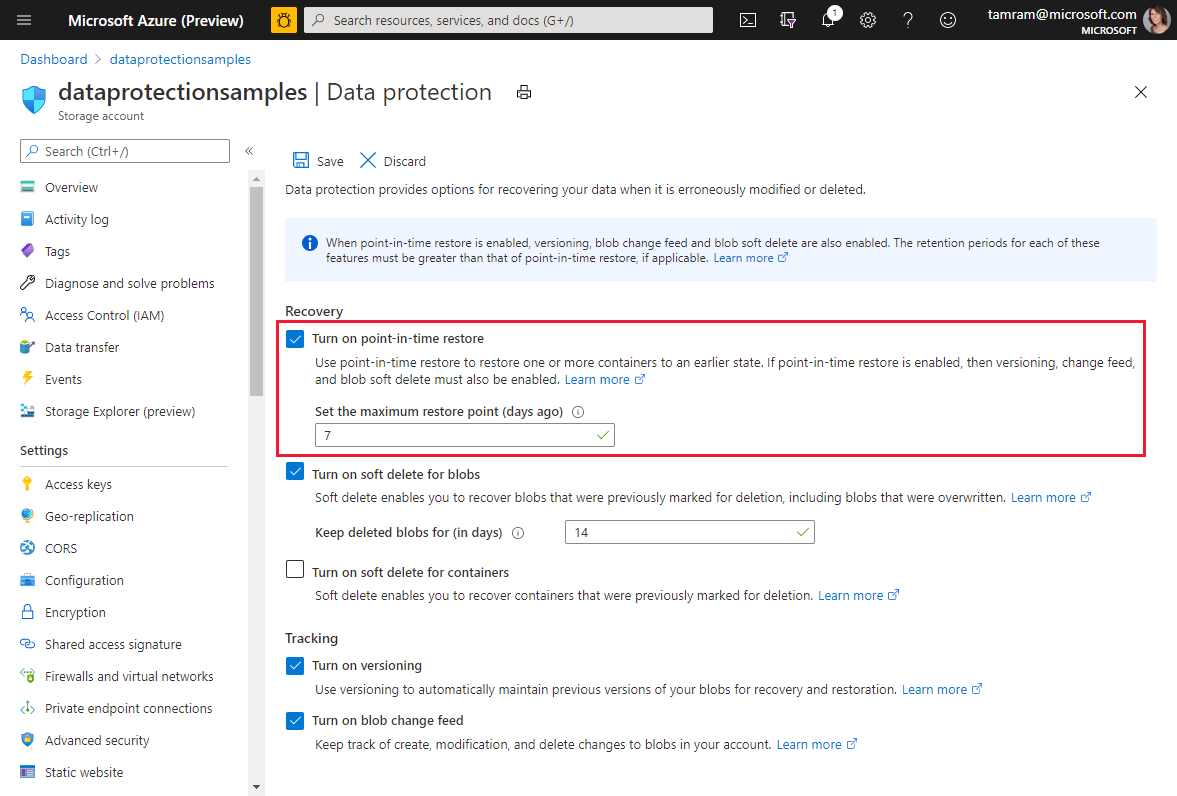 Microsoft Azure (Preview)
Search resources, services, and docs (G+/)
1
tamram@microsoft.com
MICROSOFT
Dashboard > dataprotectionsamples
dataprotectionsamples | Data protection
Storage account
Search (Ctrl+/)
«
Overview
Activity log
Tags
Diagnose and solve problems
Access Control (IAM)
Data transfer
Events
Storage Explorer (preview)
Settings
Access keys
Geo-replication
CORS
Configuration
Encryption
Shared access signature
Firewalls and virtual networks
Private endpoint connections
Advanced security
Static website
Save
Discard
Data protection provides options for recovering your data when it is erroneously modified or deleted.
When point-in-time restore is enabled, versioning, blob change feed and blob soft delete are also enabled. The retention periods for each of these
features must be greater than that of point-in-time restore, if applicable. Learn more
Recovery
Turn on point-in-time restore
Use point-in-time restore to restore one or more containers to an earlier state. If point-in-time restore is enabled, then versioning, change feed,
and blob soft delete must also be enabled. Learn more
Set the maximum restore point (days ago)
7
Turn on soft delete for blobs
Soft delete enables you to recover blobs that were previously marked for deletion, including blobs that were overwritten. Learn more
Keep deleted blobs for (in days)
14
Turn on soft delete for containers
Soft delete enables you to recover containers that were previously marked for deletion. Learn more
Tracking
Turn on versioning
Use versioning to automatically maintain previous versions of your blobs for recovery and restoration. Learn more
Turn on blob change feed
Keep track of create, modification, and delete changes to blobs in your account. Learn more